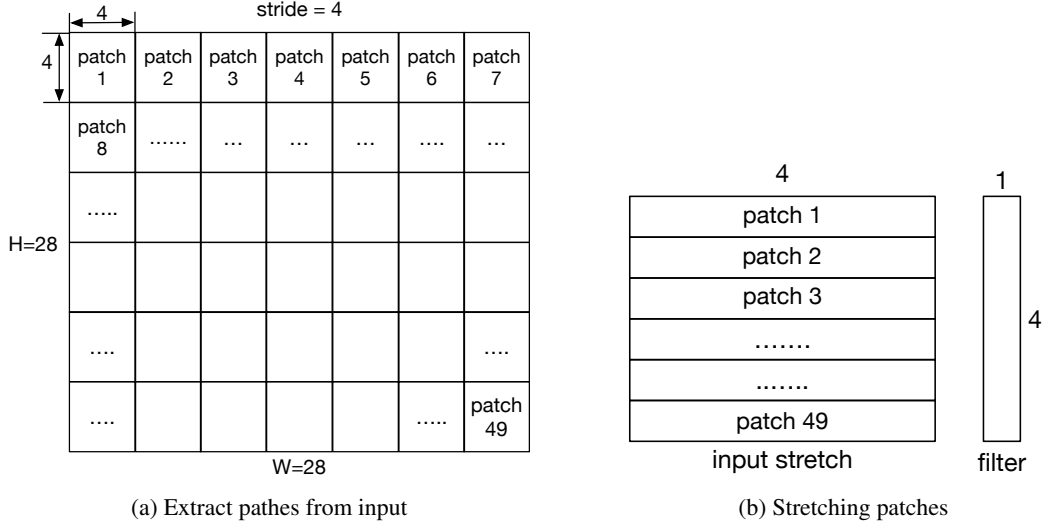 4
stride = 4
4
patch 1
patch 2
patch 3
patch 4
patch 5
patch 6
patch 7
patch 8
......
...
...
...
....
...
.....
H=28
....
....
....
.....
patch 49
W=28
(a) Extract pathes from input
4
1
patch 1
patch 2
patch 3
.......
.......
patch 49
4
input stretch
filter
(b) Stretching patches